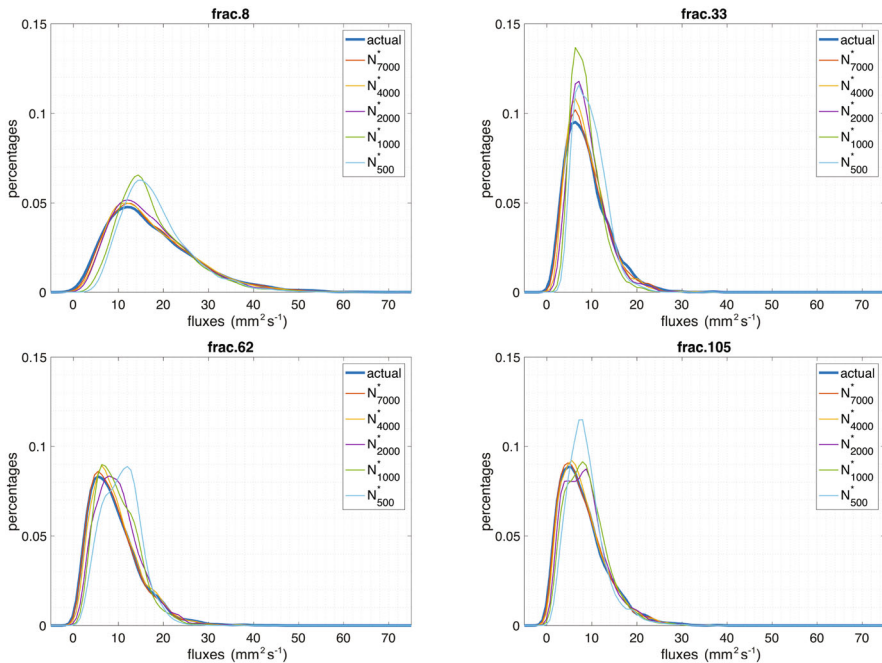 frac.8
0.15
0.1
0.05
0
percentages
0 10 20 30 40 50 60 70
fluxes (mm² s⁻¹)
actual
N*7000
N*4000
N*2000
N*1000
N*500
frac.33
0.15
0.1
0.05
0
percentages
0 10 20 30 40 50 60 70
fluxes (mm² s⁻¹)
actual
N*7000
N*4000
N*2000
N*1000
N*500
frac.62
0.15
0.1
0.05
0
percentages
0 10 20 30 40 50 60 70
fluxes (mm² s⁻¹)
actual
N*7000
N*4000
N*2000
N*1000
N*500
frac.105
0.15
0.1
0.05
0
percentages
0 10 20 30 40 50 60 70
fluxes (mm² s⁻¹)
actual
N*7000
N*4000
N*2000
N*1000
N*500